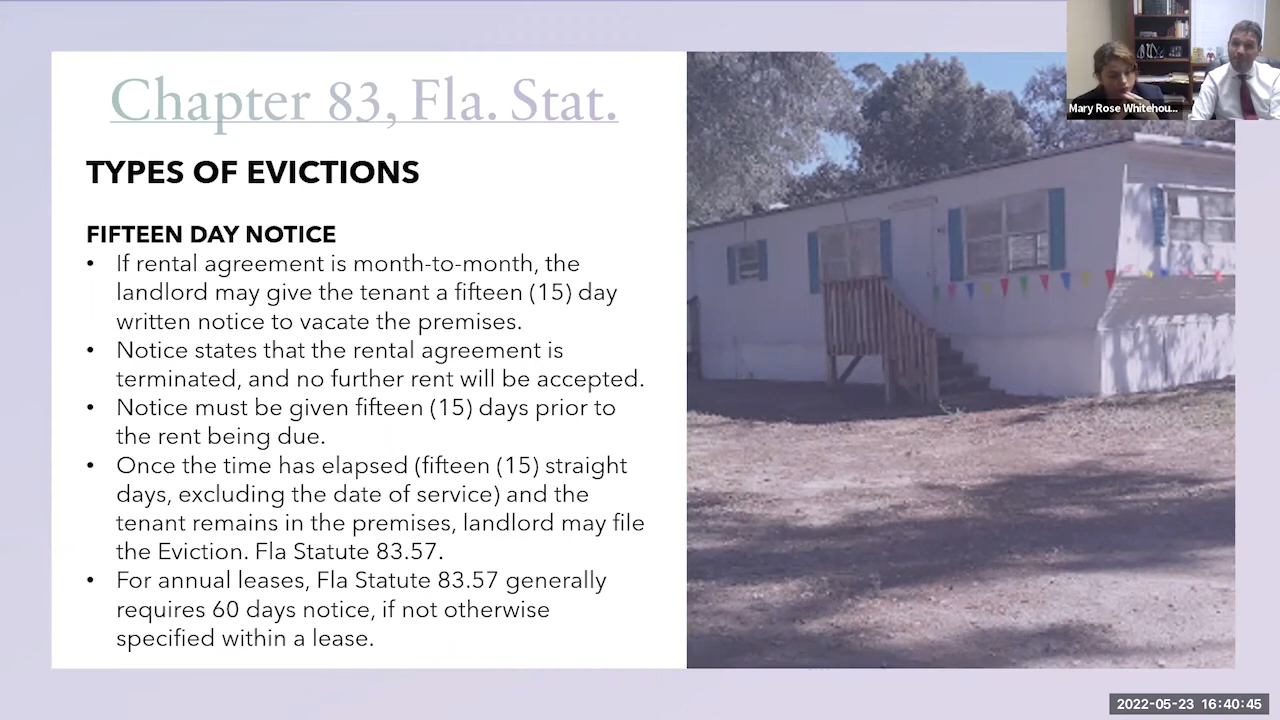 Chapter 83, Fla. Stat.
TYPES OF EVICTIONS
FIFTEEN DAY NOTICE
• If rental agreement is month-to-month, the
landlord may give the tenant a fifteen (15) day
written notice to vacate the premises.
• Notice states that the rental agreement is
terminated, and no further rent will be accepted.
• Notice must be given fifteen (15) days prior to
the rent being due.
• Once the time has elapsed (fifteen (15) straight
days, excluding the date of service) and the
tenant remains in the premises, landlord may file
the Eviction. Fla Statute 83.57.
• For annual leases, Fla Statute 83.57 generally
requires 60 days notice, if not otherwise
specified within a lease.
Mary Rose Whitehou...
2022-05-23 16:40:45